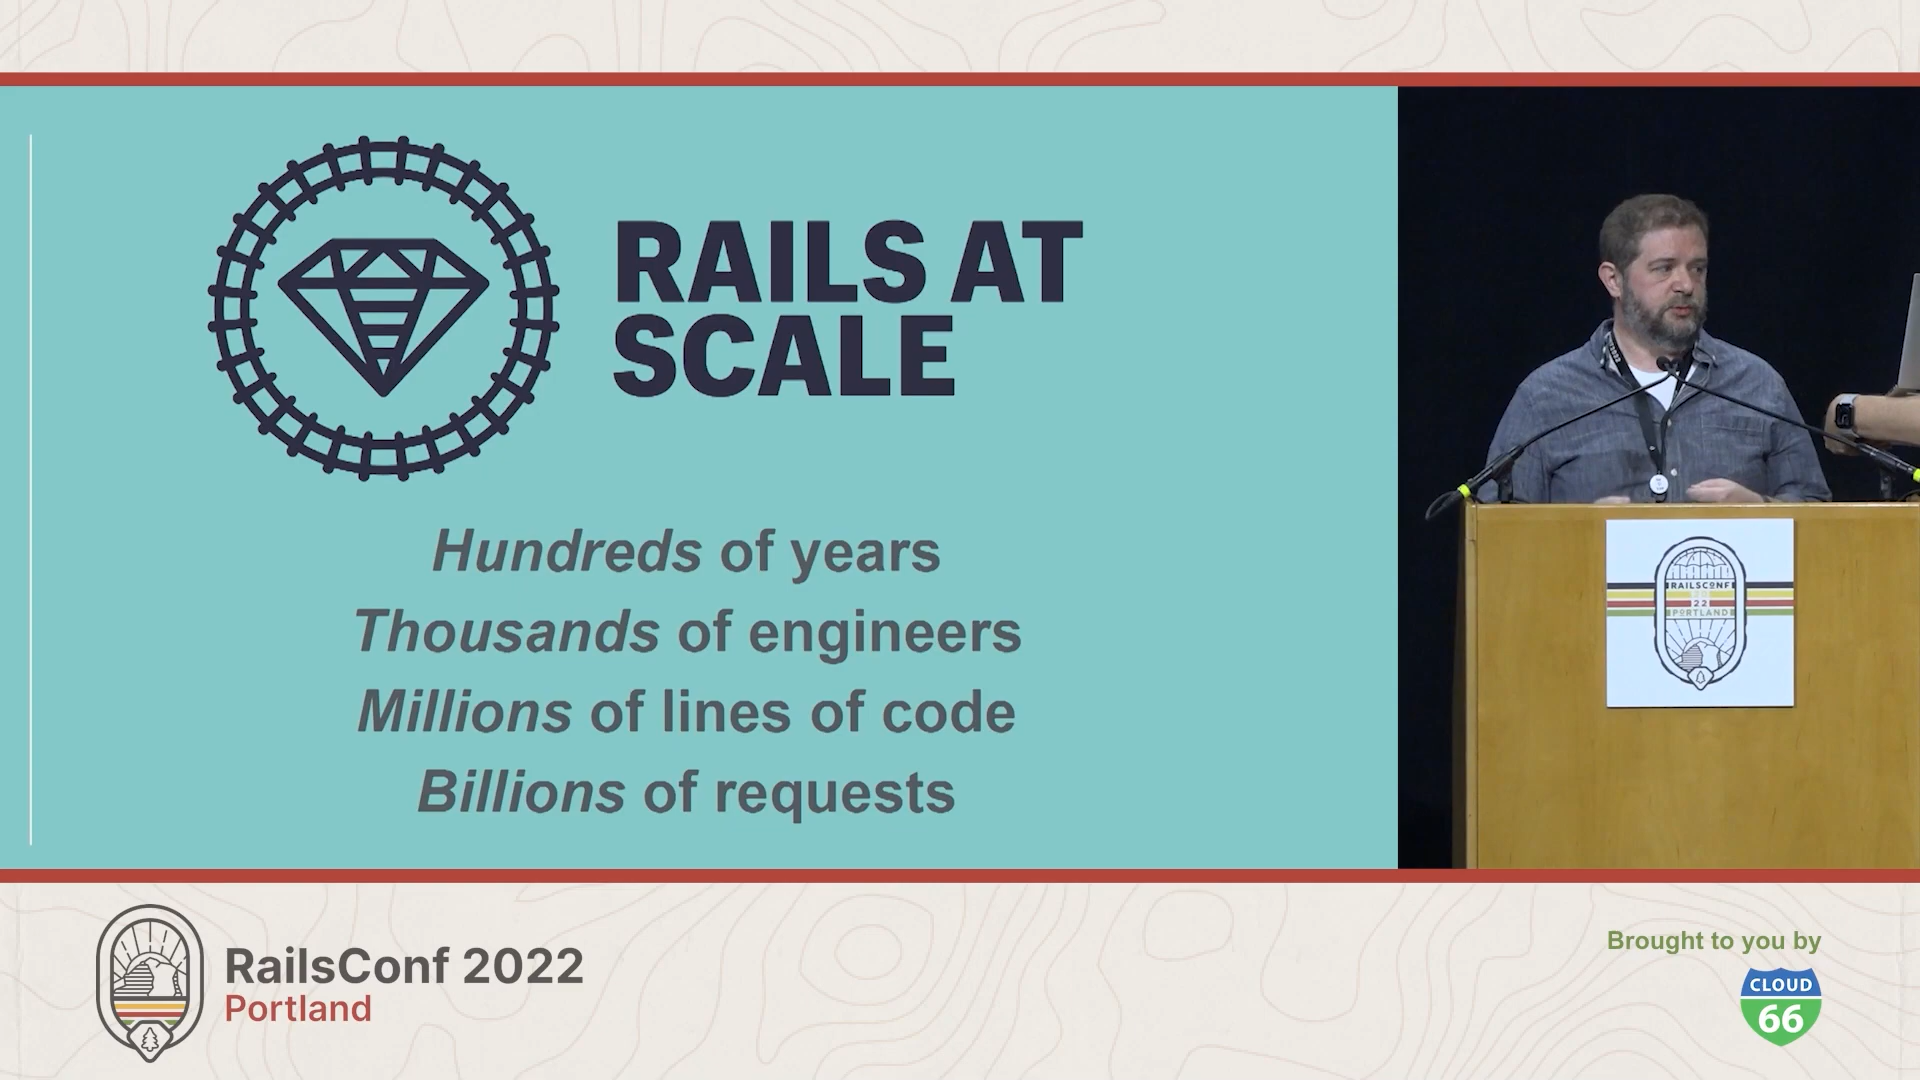 RAILS AT
SCALE
Hundreds of years
Thousands of engineers
Millions of lines of code
Billions of requests
RAILSCONF
22
PORTLAND
RailsConf 2022
Portland
Brought to you by
CLOUD
66